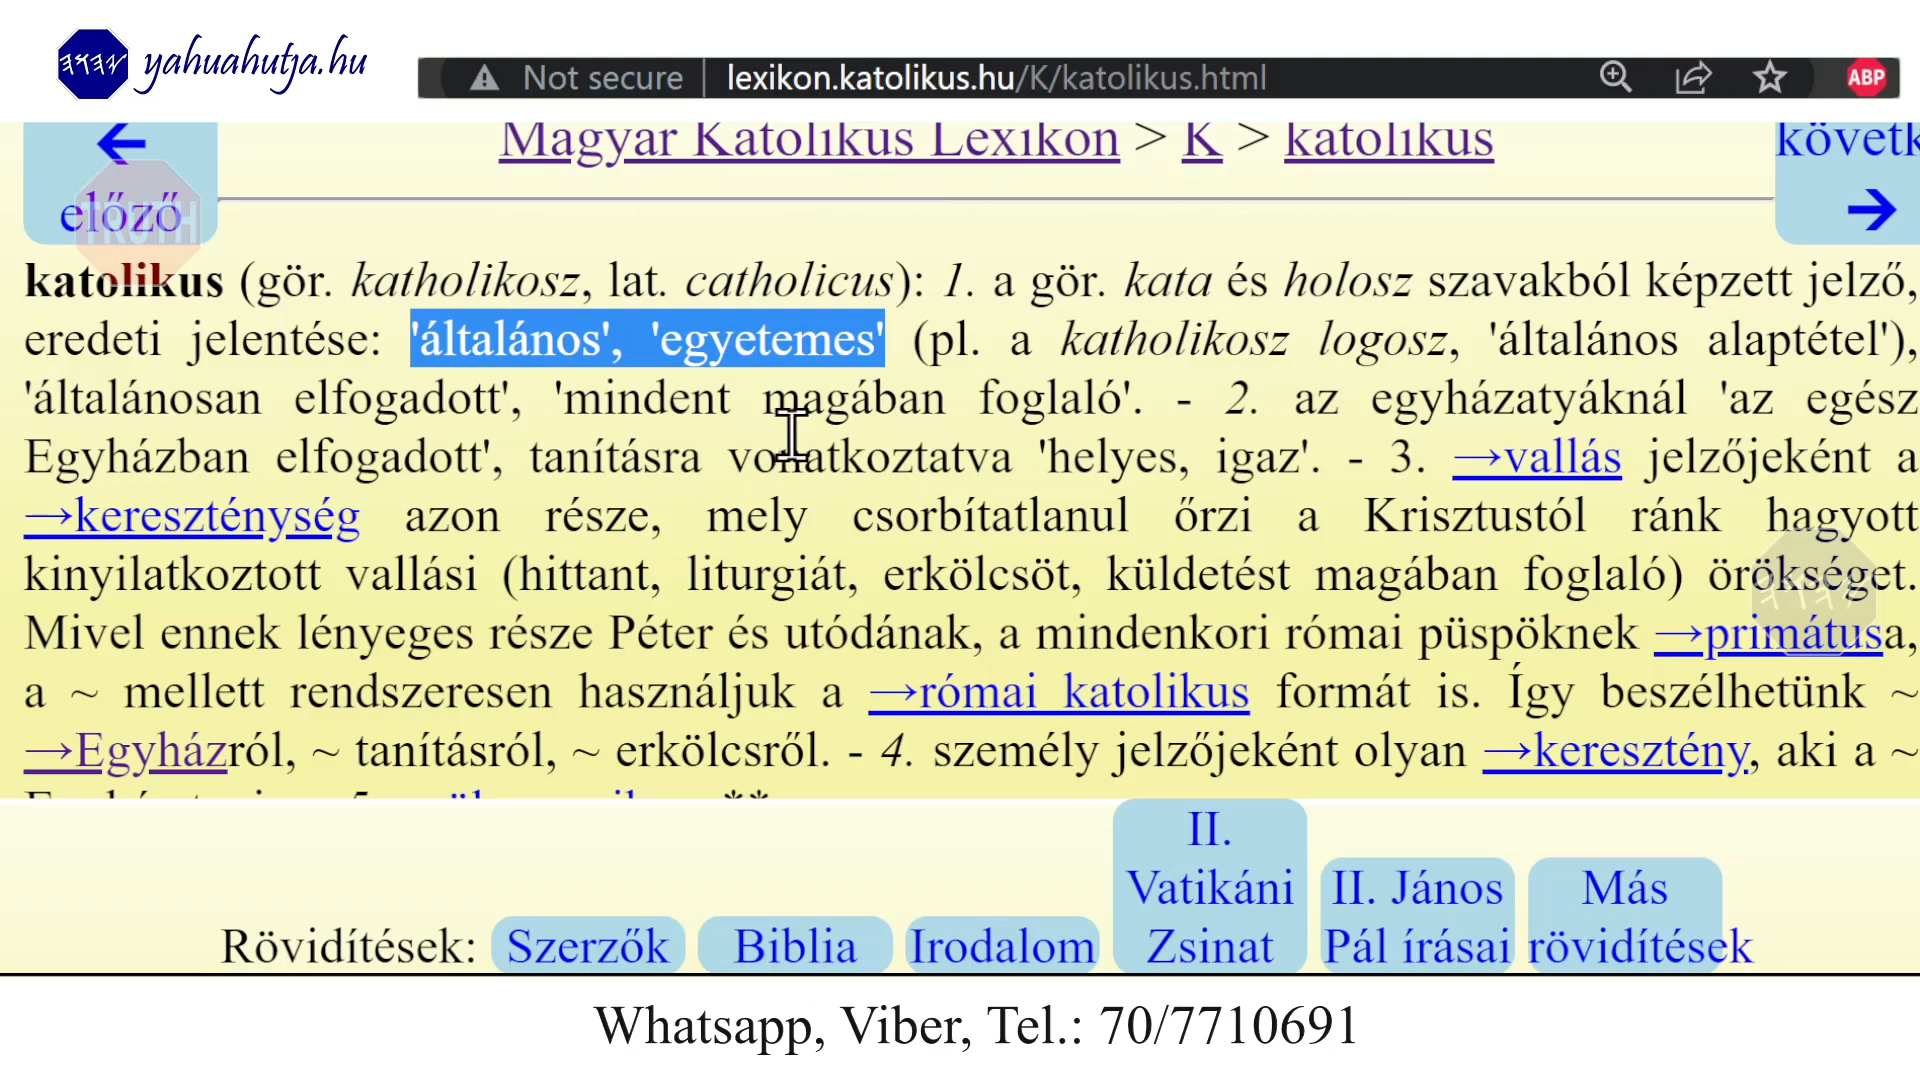 yahuahutja.hu
Not secure | lexikon.katolikus.hu/K/katolikus.html
ABP
←
előző
Magyar Katolikus Lexikon > K > katolikus
követk
→
TRUTH
katolikus (gör. katholikosz, lat. catholicus): 1. a gör. kata és holosz szavakból képzett jelző,
eredeti jelentése: 'általános', 'egyetemes' (pl. a katholikosz logosz, 'általános alaptétel'),
'általánosan elfogadott', 'mindent magában foglaló'. - 2. az egyházatyáknál 'az egész
Egyházban elfogadott', tanításra vonatkoztatva 'helyes, igaz'. - 3. →vallás jelzőjeként a
→kereszténység azon része, mely csorbítatlanul őrzi a Krisztustól ránk hagyott
kinyilatkoztott vallási (hittant, liturgiát, erkölcsöt, küldetést magában foglaló) örökséget.
Mivel ennek lényeges része Péter és utódának, a mindenkori római püspöknek →prímátusa,
a ~ mellett rendszeresen használjuk a →római katolikus formát is. Így beszélhetünk ~
→Egyházról, ~ tanításról, ~ erkölcsről. - 4. személy jelzőjeként olyan →keresztény, aki a ~
II.
Vatikáni
Zsinat
II. János
Pál írásai
Más
rövidítések
Rövidítések: Szerzők Biblia Irodalom
Whatsapp, Viber, Tel.: 70/7710691